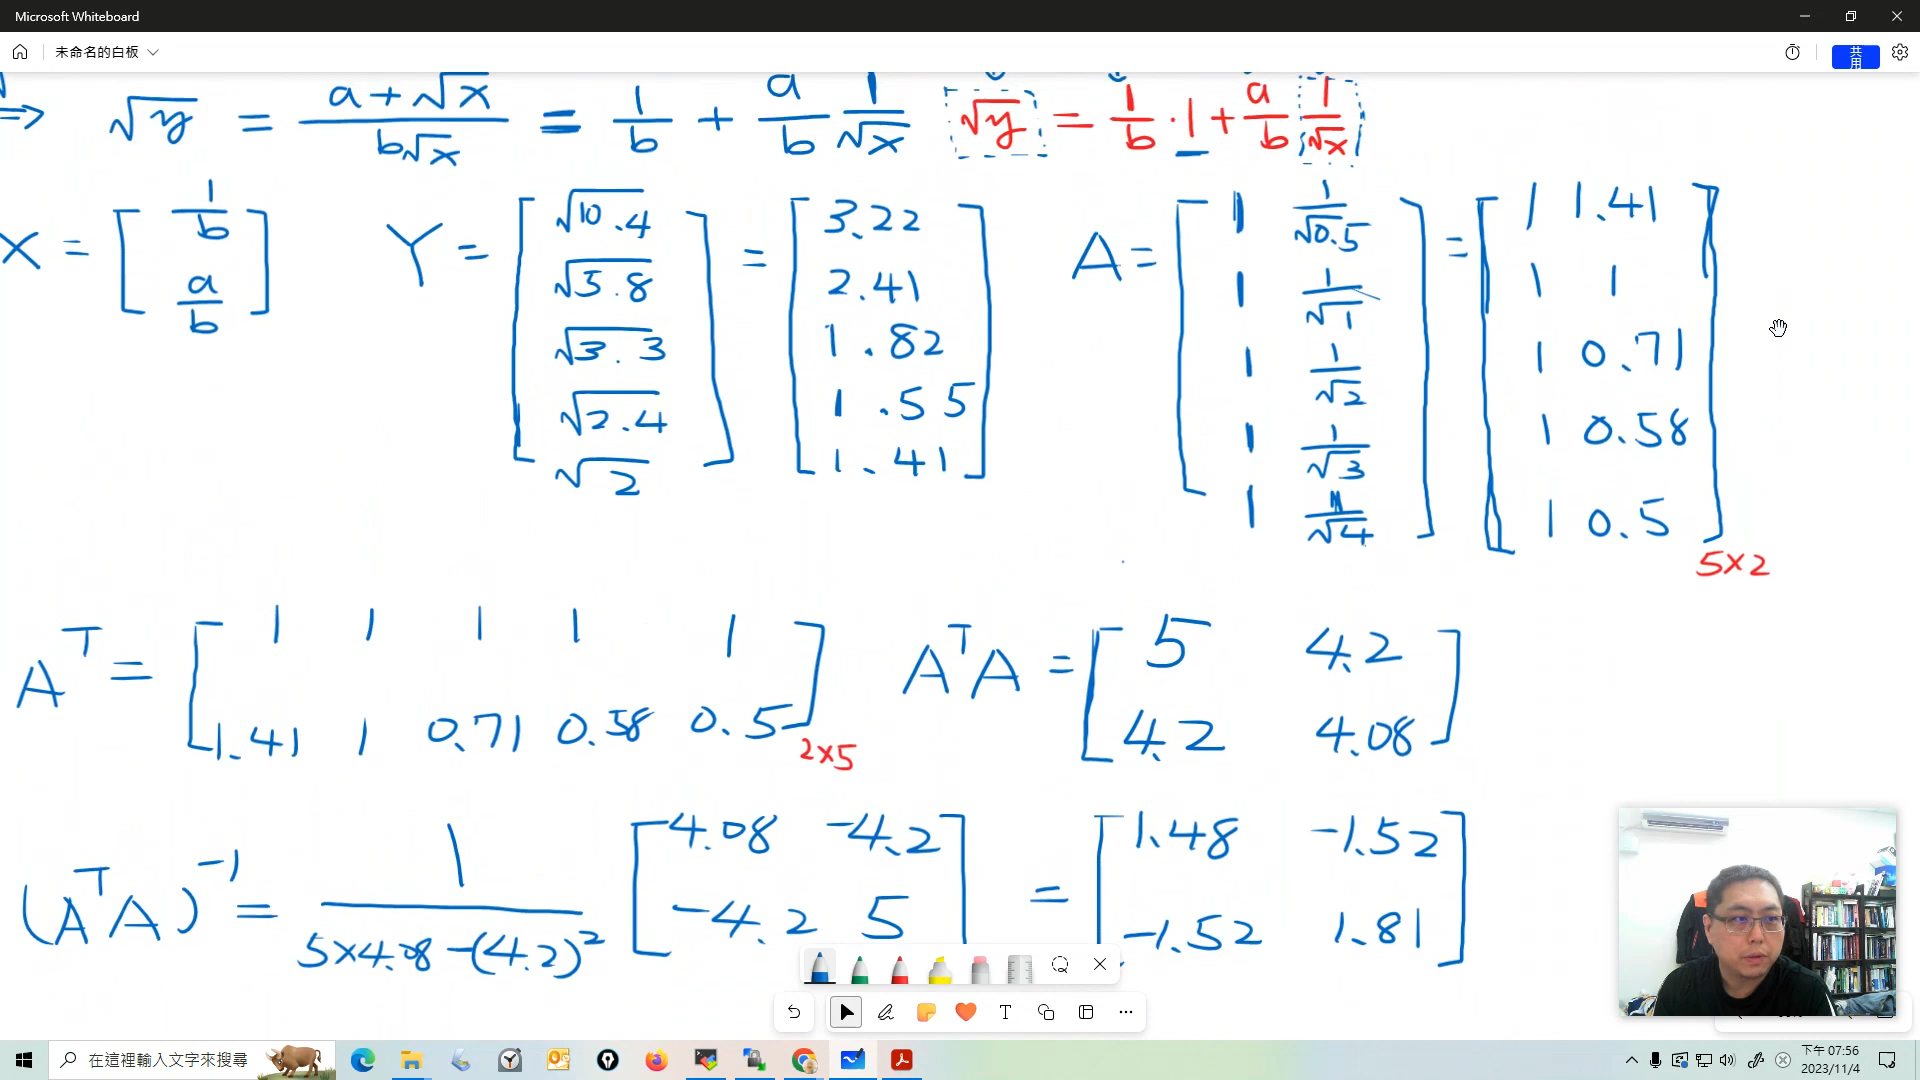 Microsoft Whiteboard
未命名的白板
共用
⇒ √y = (a+√x)/(b√x) = 1/b + a/b 1/√x √y = 1/b · 1 + a/b 1/√x
X = [ 1/b ; a/b ] Y = [ √10.4 ; √5.8 ; √3.3 ; √2.4 ; √2 ] = [ 3.22 ; 2.41 ; 1.82 ; 1.55 ; 1.41 ] A = [ 1 1/√0.5 ; 1 1/√1 ; 1 1/√2 ; 1 1/√3 ; 1 1/√4 ] = [ 1 1.41 ; 1 1 ; 1 0.71 ; 1 0.58 ; 1 0.5 ] 5×2
A^T = [ 1 1 1 1 1 ; 1.41 1 0.71 0.58 0.5 ] 2×5 A^T A = [ 5 4.2 ; 4.2 4.08 ]
(A^T A)^-1 = 1/(5×4.08-(4.2)^2) [ 4.08 -4.2 ; -4.2 5 ] = [ 1.48 -1.52 ; -1.52 1.81 ]
在這裡輸入文字來搜尋
下午 07:56
2023/11/4